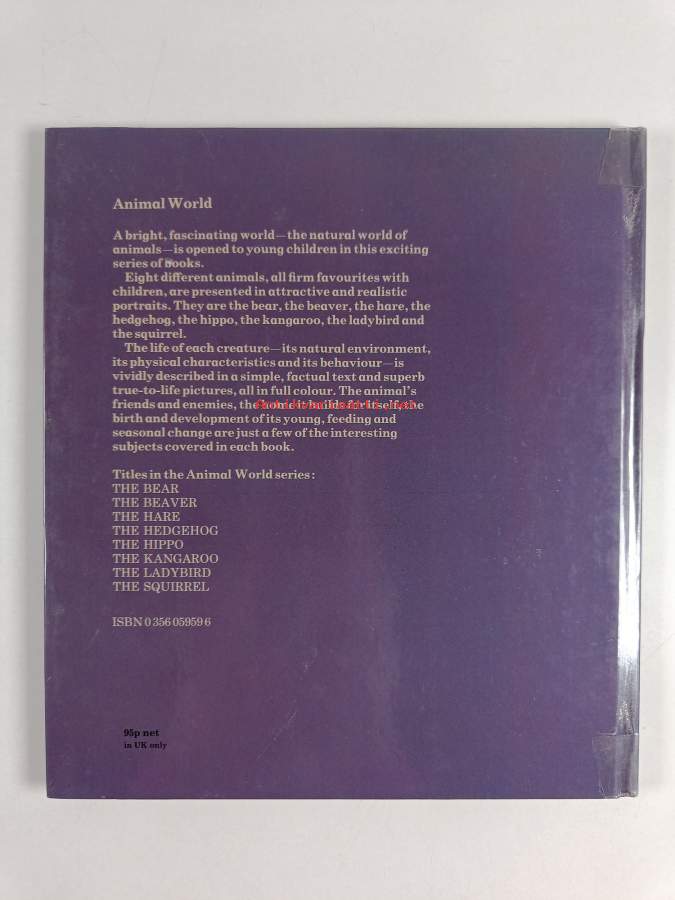 Animal World
A bright, fascinating world—the natural world of
animals—is opened to young children in this exciting
series of books.
Eight different animals, all firm favourites with
children, are presented in attractive and realistic
portraits. They are the bear, the beaver, the hare, the
hedgehog, the hippo, the kangaroo, the ladybird and
the squirrel.
The life of each creature—its natural environment,
its physical characteristics and its behaviour—is
vividly described in a simple, factual text and superb
true-to-life pictures, all in full colour. The animal's
friends and enemies, the home it builds for itself, the
birth and development of its young, feeding and
seasonal change are just a few of the interesting
subjects covered in each book.
Titles in the Animal World series:
THE BEAR
THE BEAVER
THE HARE
THE HEDGEHOG
THE HIPPO
THE KANGAROO
THE LADYBIRD
THE SQUIRREL
ISBN 0 356 05959 6
95p net
in UK only